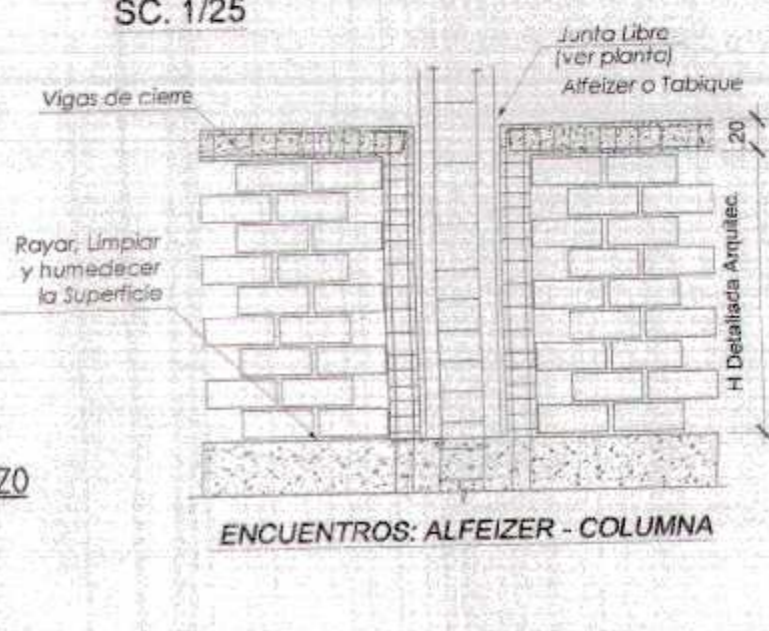 SC. 1/25
Junta Libre
(ver planta)
Alfeizer o Tabique
Vigas de cierre
20
Rayar, Limpiar
y humedecer
la Superficie
H Detallada Arquitec.
ZO
ENCUENTROS: ALFEIZER - COLUMNA